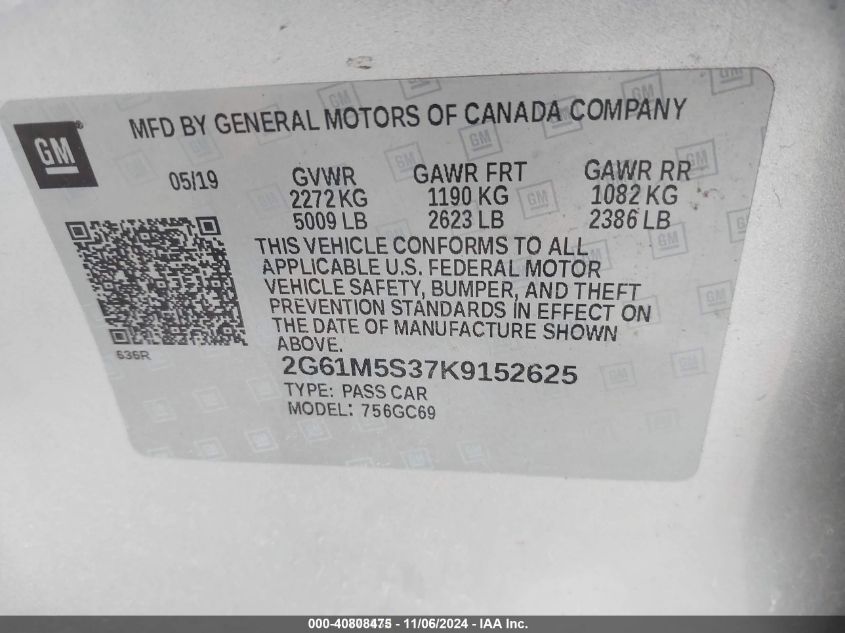 MFD BY GENERAL MOTORS OF CANADA COMPANY
GM
05/19 GVWR GAWR FRT GAWR RR
2272 KG 1190 KG 1082 KG
5009 LB 2623 LB 2386 LB
THIS VEHICLE CONFORMS TO ALL
APPLICABLE U.S. FEDERAL MOTOR
VEHICLE SAFETY, BUMPER, AND THEFT
PREVENTION STANDARDS IN EFFECT ON
THE DATE OF MANUFACTURE SHOWN
ABOVE.
636R
2G61M5S37K9152625
TYPE: PASS CAR
MODEL: 756GC69
000-40808475 - 11/06/2024 - IAA Inc.